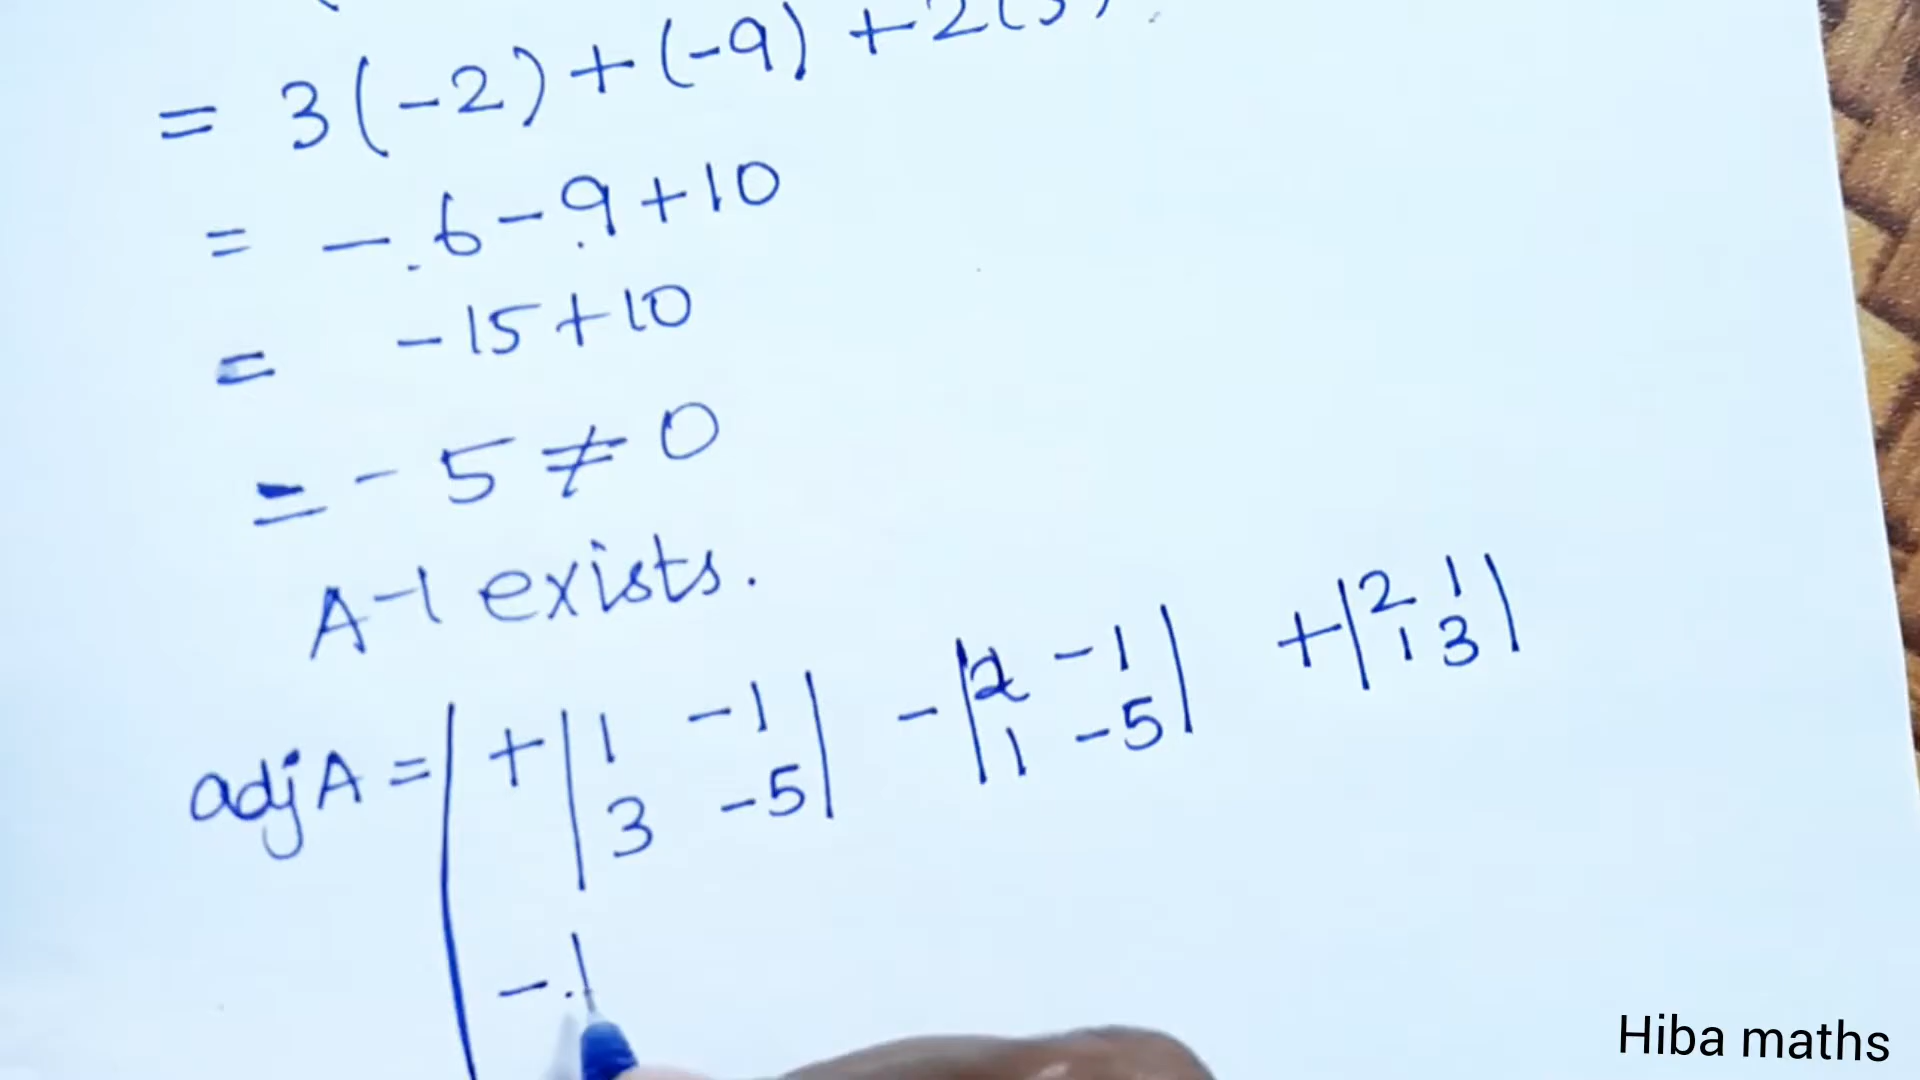 = 3(-2)+(-9)+2(5)
= -6-9+10
= -15+10
= -5≠0
A-1 exists.
adjA = +|1 -1| -|2 -1| +|2 1|
3 -5 1 -5 1 3
-|
Hiba maths